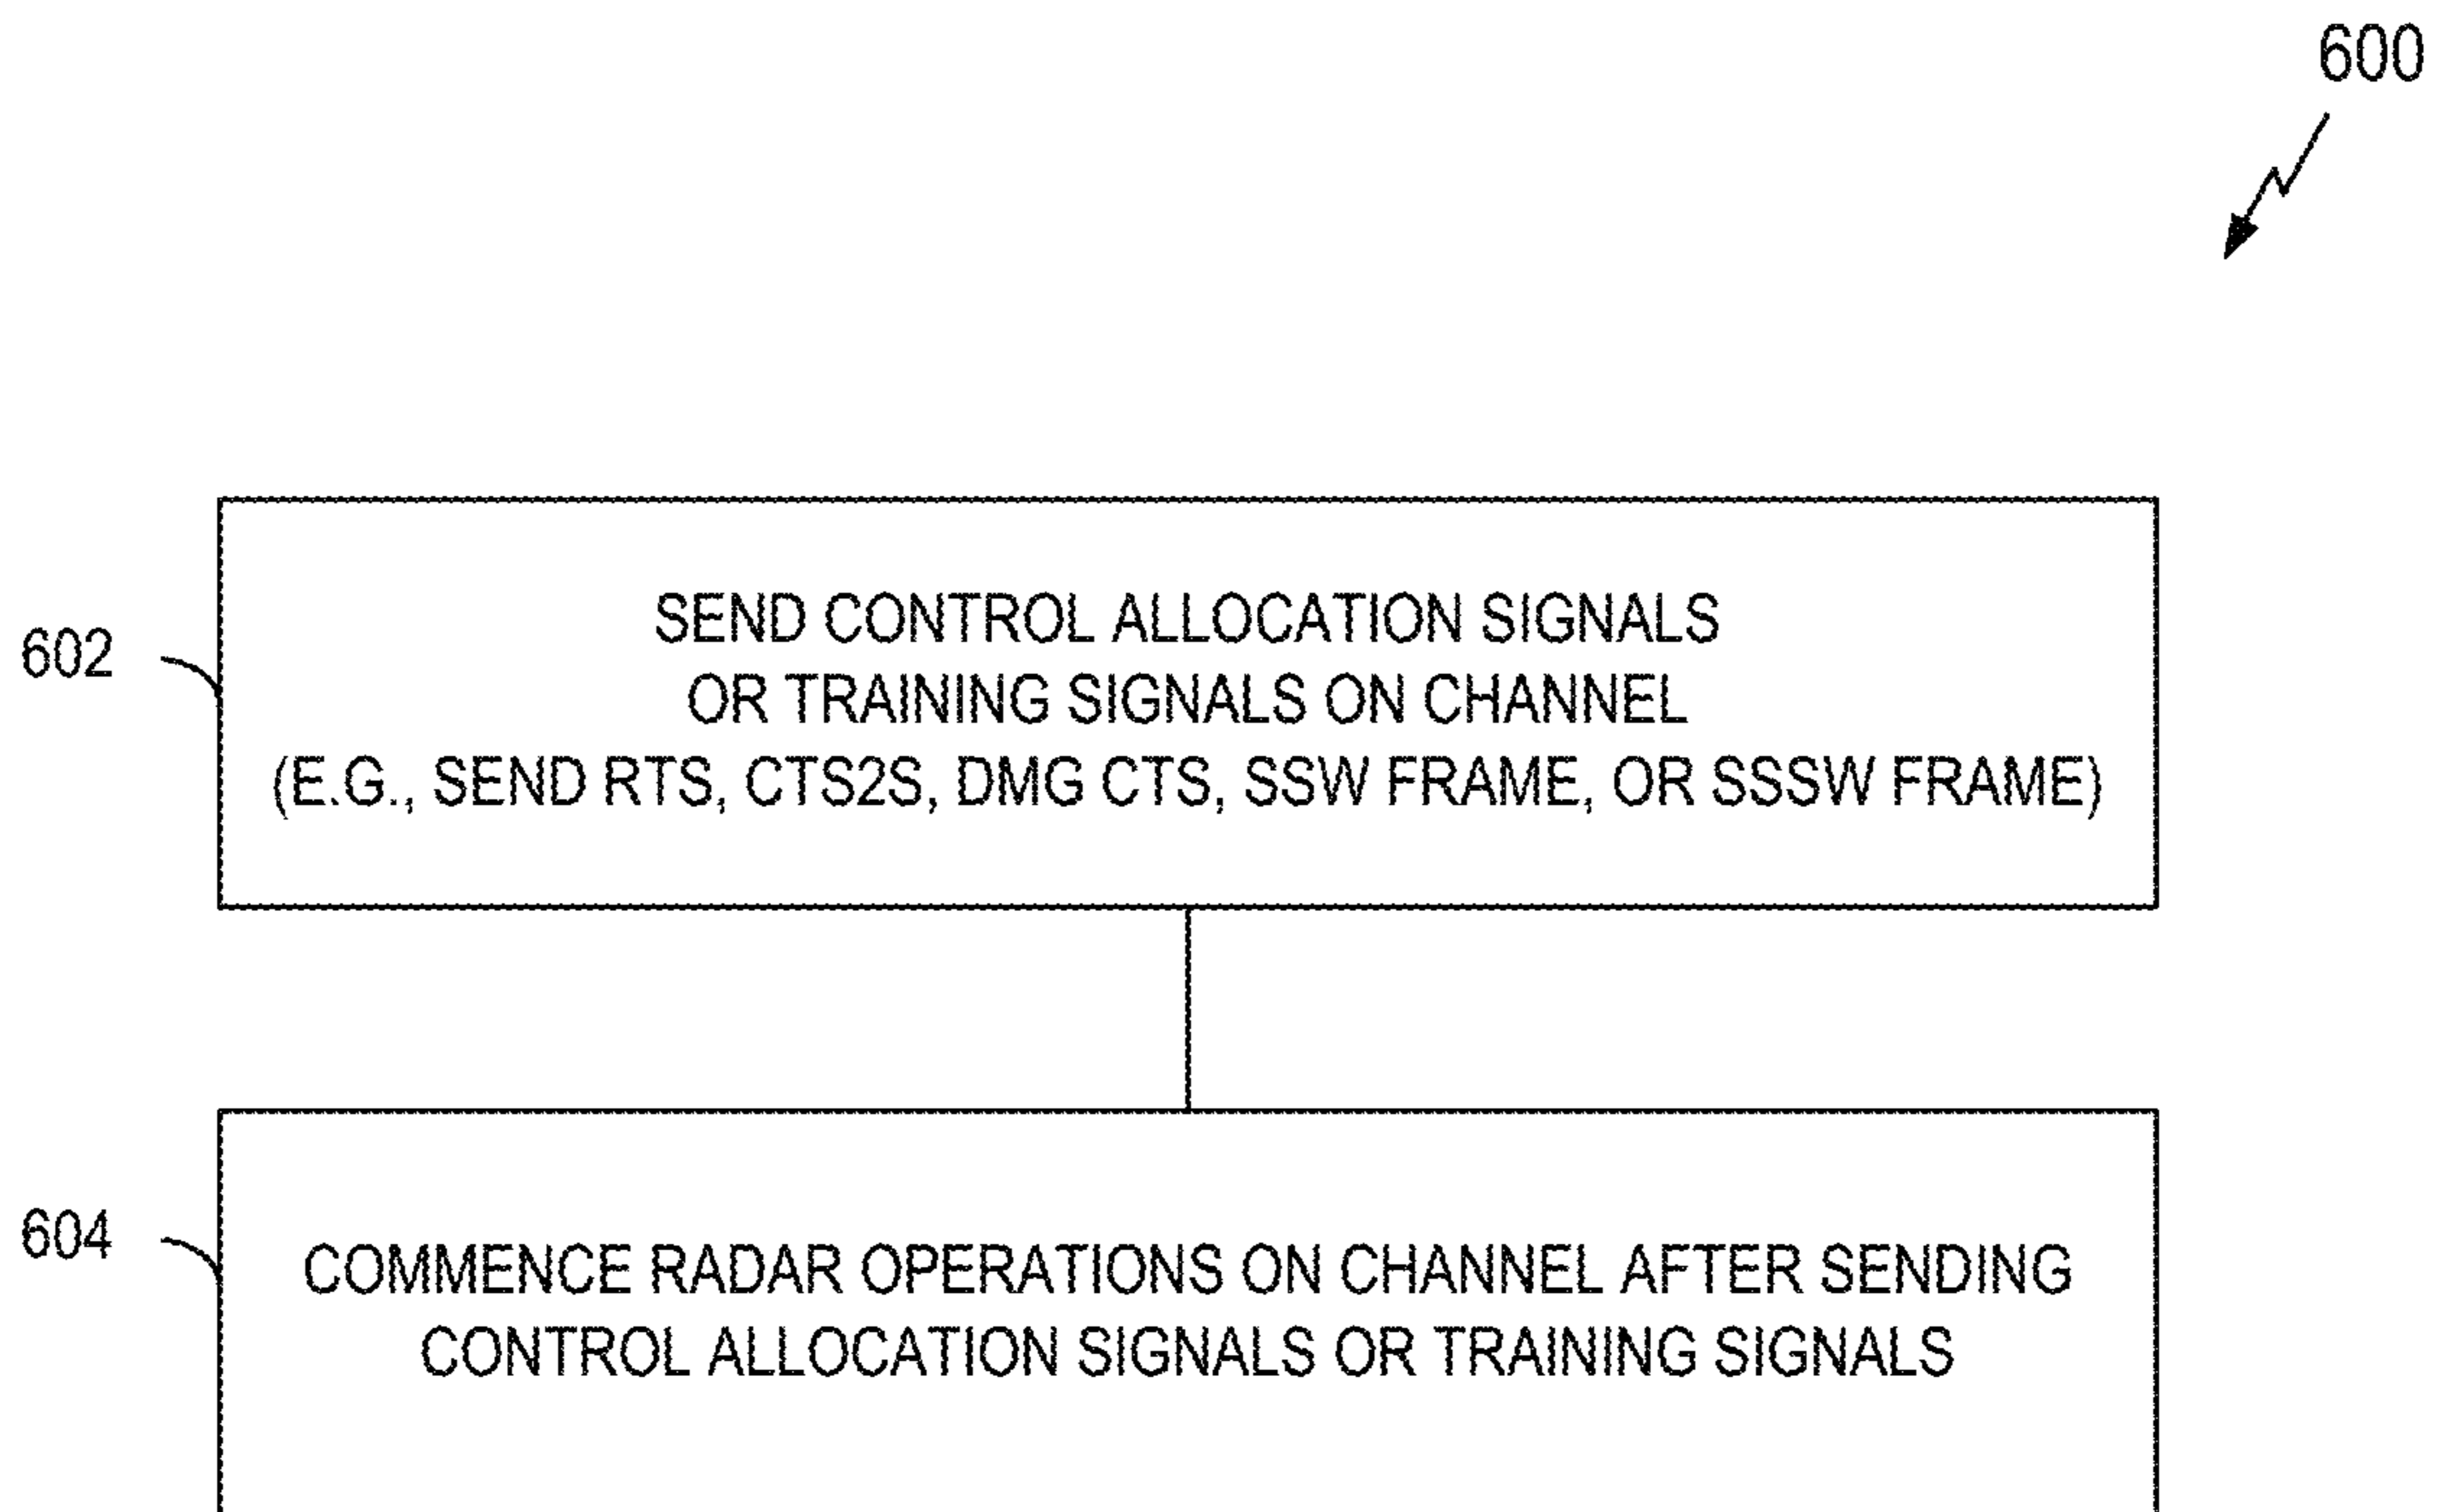 600
602
SEND CONTROL ALLOCATION SIGNALS
OR TRAINING SIGNALS ON CHANNEL
(E.G., SEND RTS, CTS2S, DMG CTS, SSW FRAME, OR SSSW FRAME)
604
COMMENCE RADAR OPERATIONS ON CHANNEL AFTER SENDING
CONTROL ALLOCATION SIGNALS OR TRAINING SIGNALS